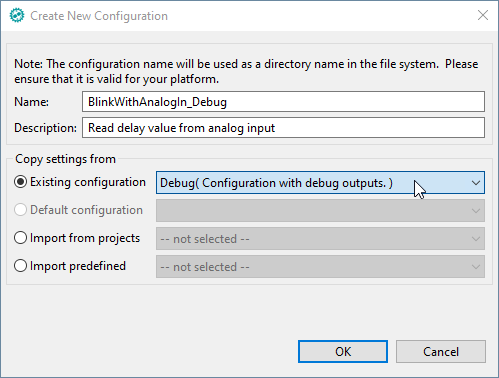 Create New Configuration
Note: The configuration name will be used as a directory name in the file system. Please
ensure that it is valid for your platform.
Name: BlinkWithAnalogIn_Debug
Description: Read delay value from analog input
Copy settings from
Existing configuration Debug( Configuration with debug outputs. )
Default configuration
Import from projects -- not selected --
Import predefined -- not selected --
OK Cancel